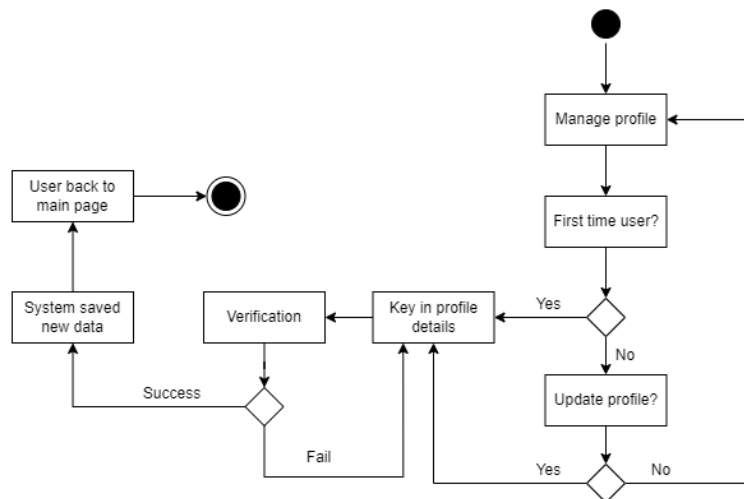 Manage profile
User back to
main page
First time user?
System saved
new data
Verification
Key in profile
details
Yes
No
Success
Update profile?
Fail
Yes
No